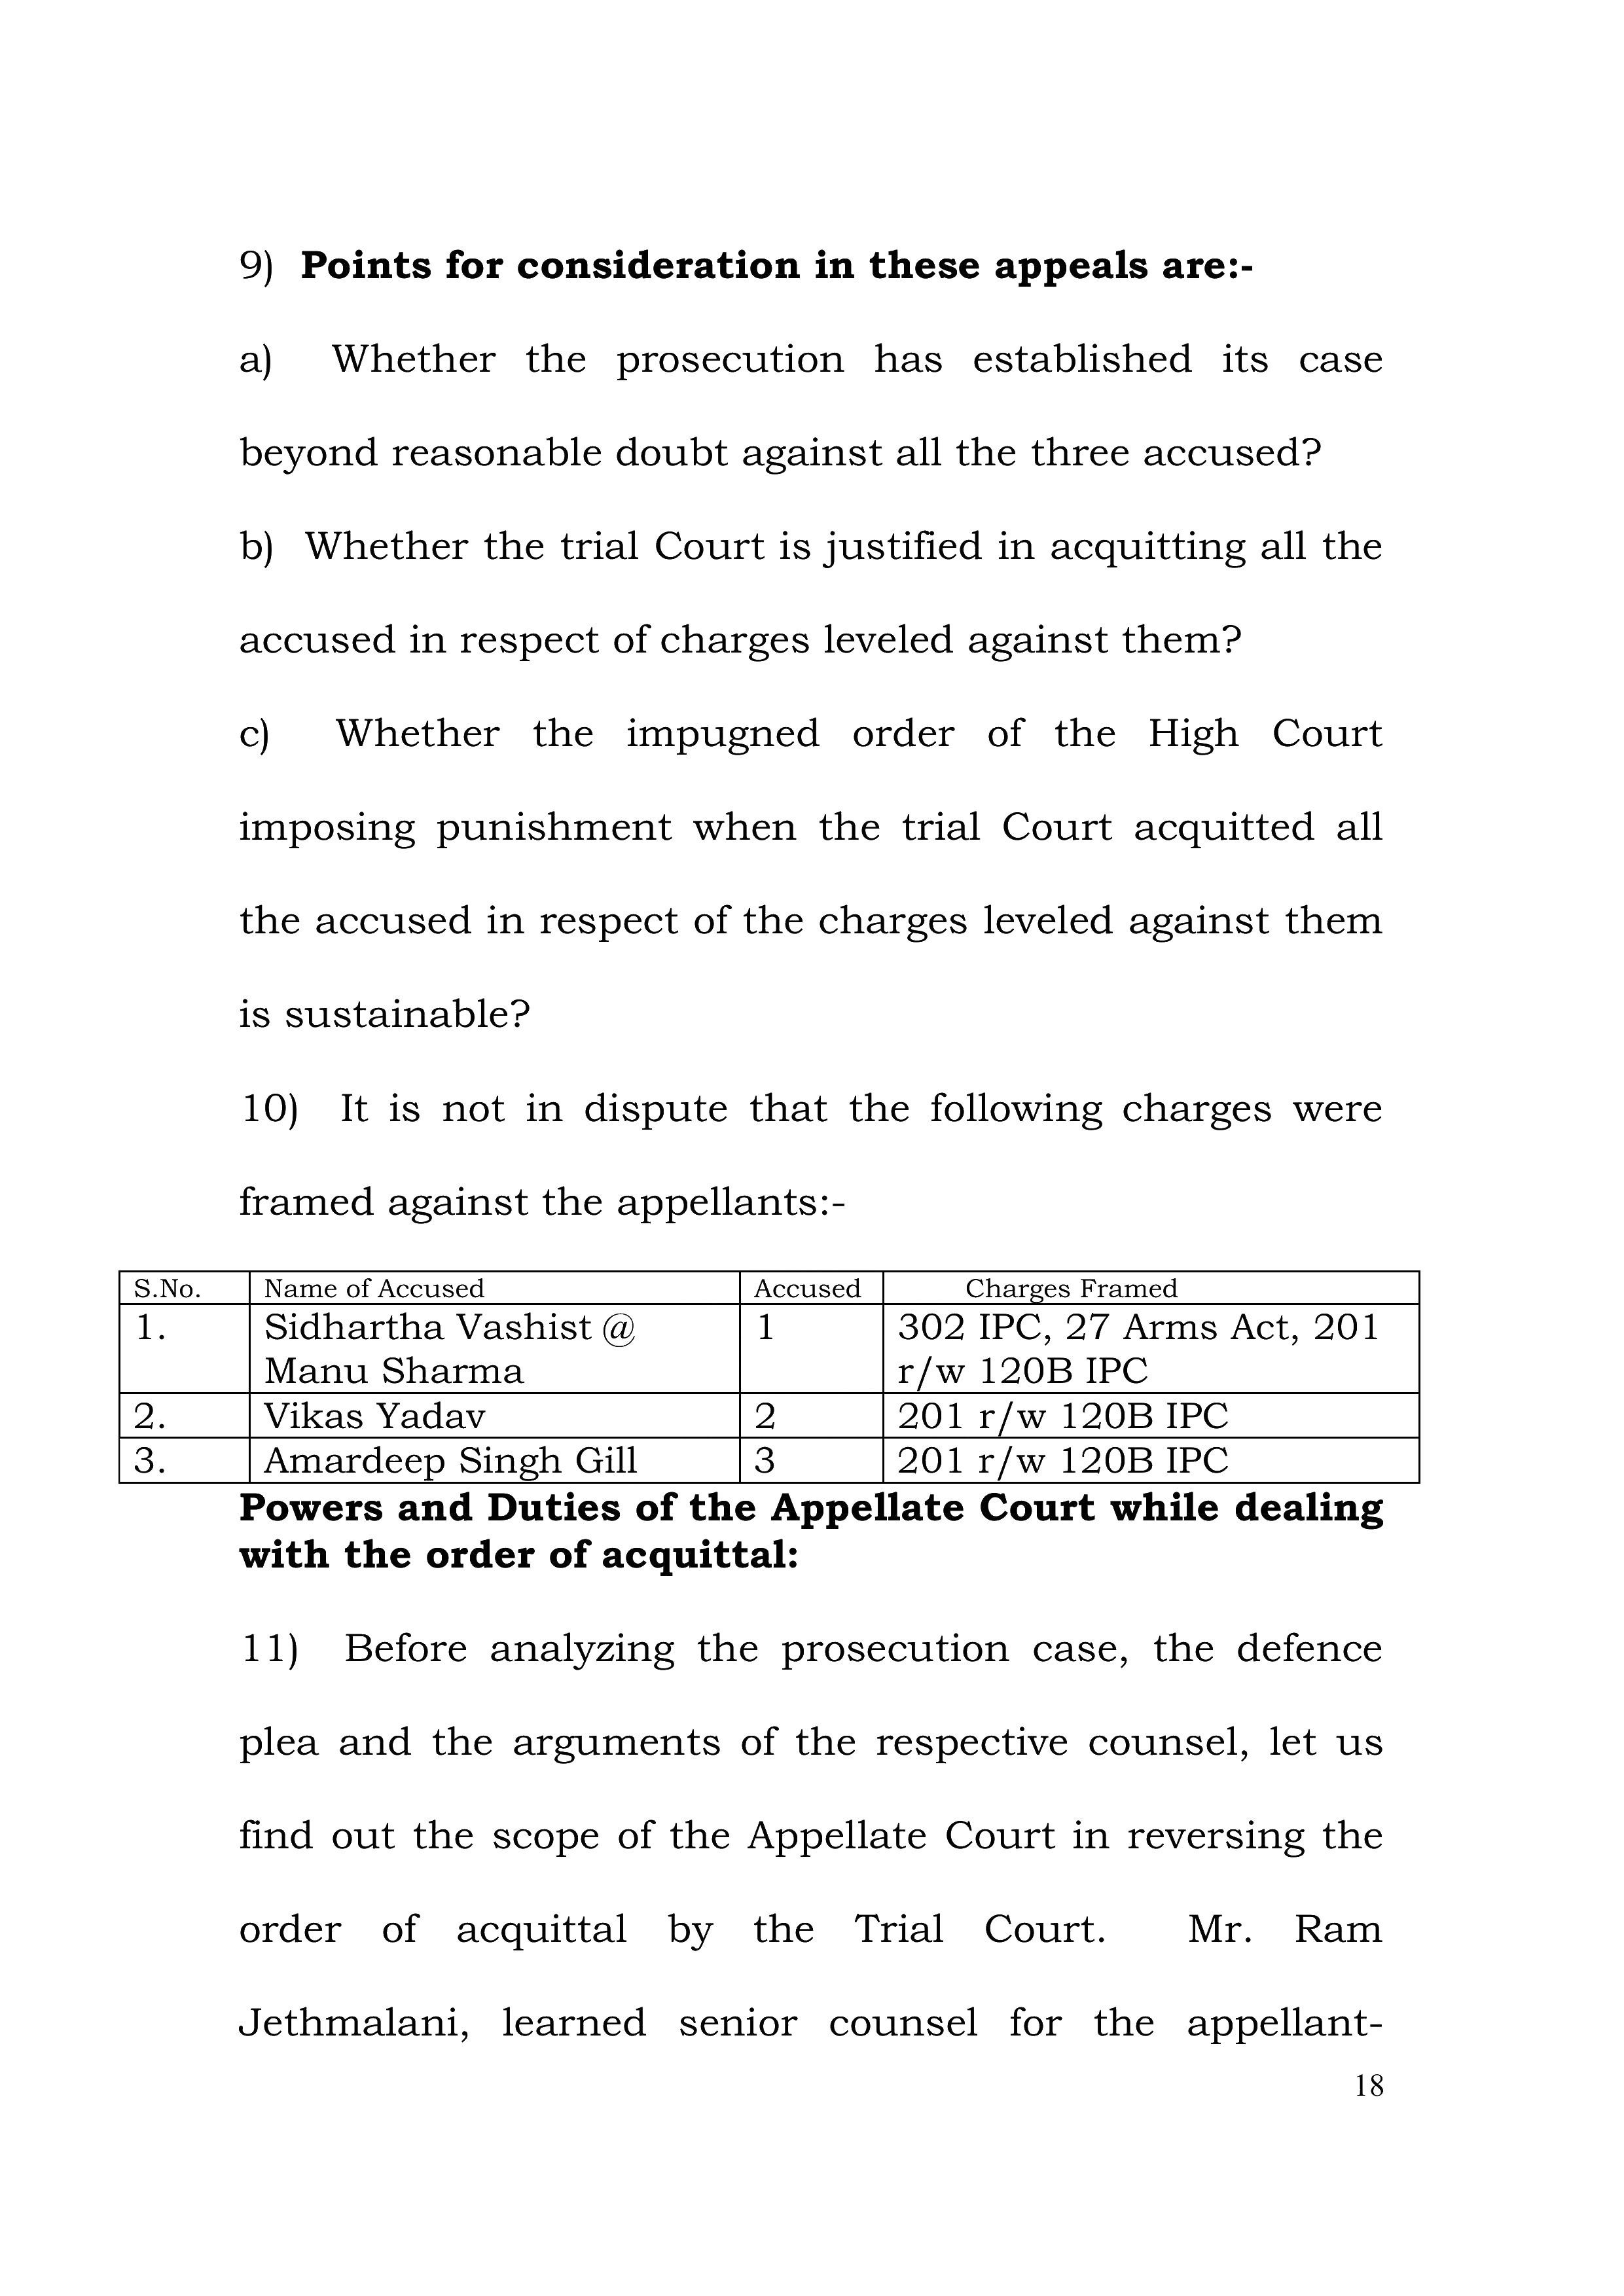 9) Points for consideration in these appeals are:-
a) Whether the prosecution has established its case
beyond reasonable doubt against all the three accused?
b) Whether the trial Court is justified in acquitting all the
accused in respect of charges leveled against them?
c) Whether the impugned order of the High Court
imposing punishment when the trial Court acquitted all
the accused in respect of the charges leveled against them
is sustainable?
10) It is not in dispute that the following charges were
framed against the appellants:-
S.No. Name of Accused Accused Charges Framed
1. Sidhartha Vashist @ 1 302 IPC, 27 Arms Act, 201
Manu Sharma r/w 120B IPC
2. Vikas Yadav 2 201 r/w 120B IPC
3. Amardeep Singh Gill 3 201 r/w 120B IPC
Powers and Duties of the Appellate Court while dealing
with the order of acquittal:
11) Before analyzing the prosecution case, the defence
plea and the arguments of the respective counsel, let us
find out the scope of the Appellate Court in reversing the
order of acquittal by the Trial Court. Mr. Ram
Jethmalani, learned senior counsel for the appellant-
18